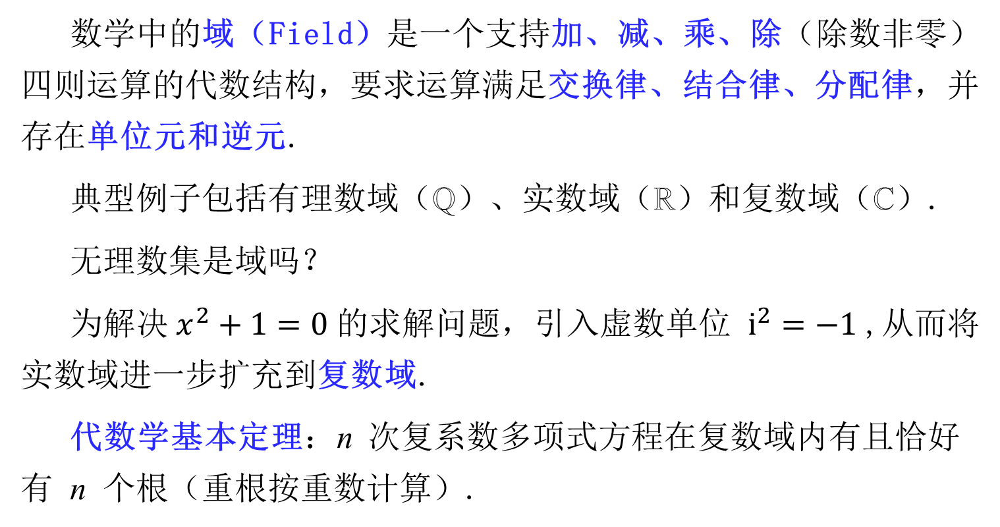 数学中的域（Field）是一个支持加、减、乘、除（除数非零）
四则运算的代数结构，要求运算满足交换律、结合律、分配律，并
存在单位元和逆元.
典型例子包括有理数域（ℚ）、实数域（ℝ）和复数域（ℂ）.
无理数集是域吗？
为解决 x² + 1 = 0 的求解问题，引入虚数单位 i² = −1 , 从而将
实数域进一步扩充到复数域.
代数学基本定理：n 次复系数多项式方程在复数域内有且恰好
有 n 个根（重根按重数计算）.